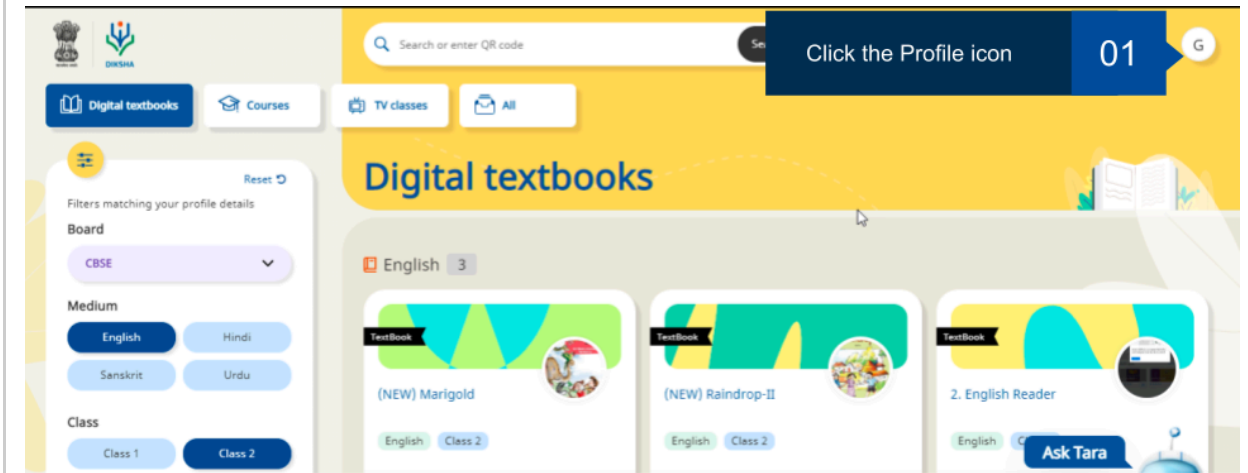 DIKSHA
Search or enter QR code
Click the Profile icon 01
G
Digital textbooks
Courses
TV classes
All
Reset
Filters matching your profile details
Board
CBSE
Medium
English Hindi
Sanskrit Urdu
Class
Class 1 Class 2
Digital textbooks
English 3
TextBook
(NEW) Marigold
English Class 2
TextBook
(NEW) Raindrop-II
English Class 2
TextBook
2. English Reader
English
Ask Tara